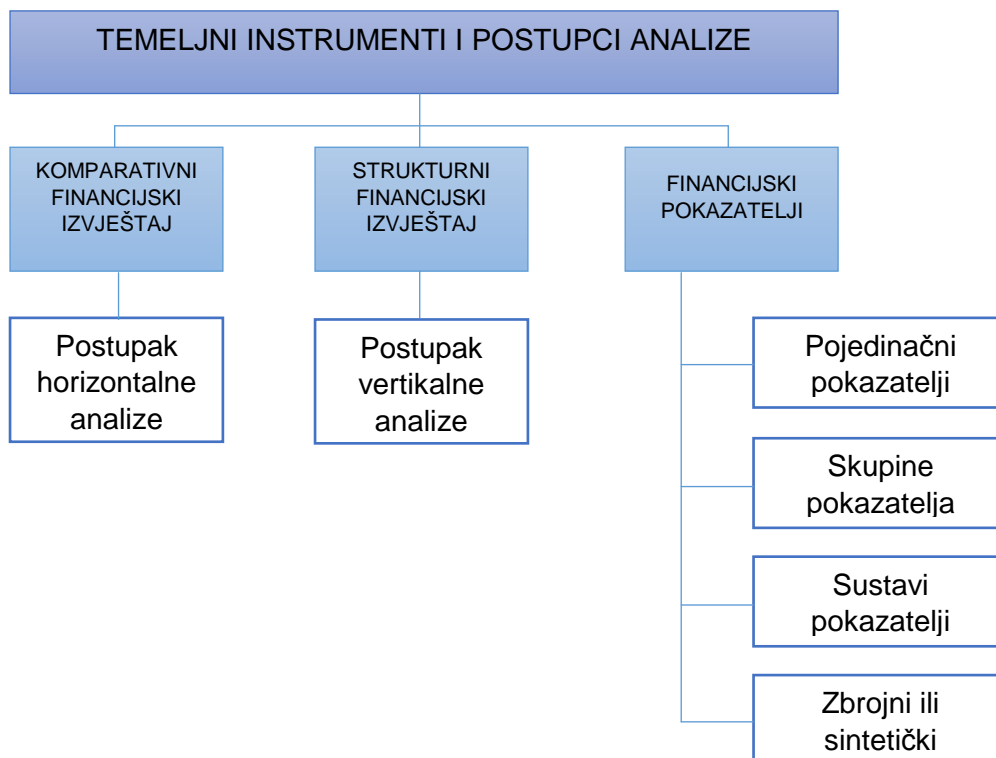 TEMELJNI INSTRUMENTI I POSTUPCI ANALIZE
KOMPARATIVNI
FINANCIJSKI
IZVJEŠTAJ
STRUKTURNI
FINANCIJSKI
IZVJEŠTAJ
FINANCIJSKI
POKAZATELJI
Postupak
horizontalne
analize
Postupak
vertikalne
analize
Pojedinačni
pokazatelji
Skupine
pokazatelja
Sustavi
pokazatelji
Zbrojni ili
sintetički